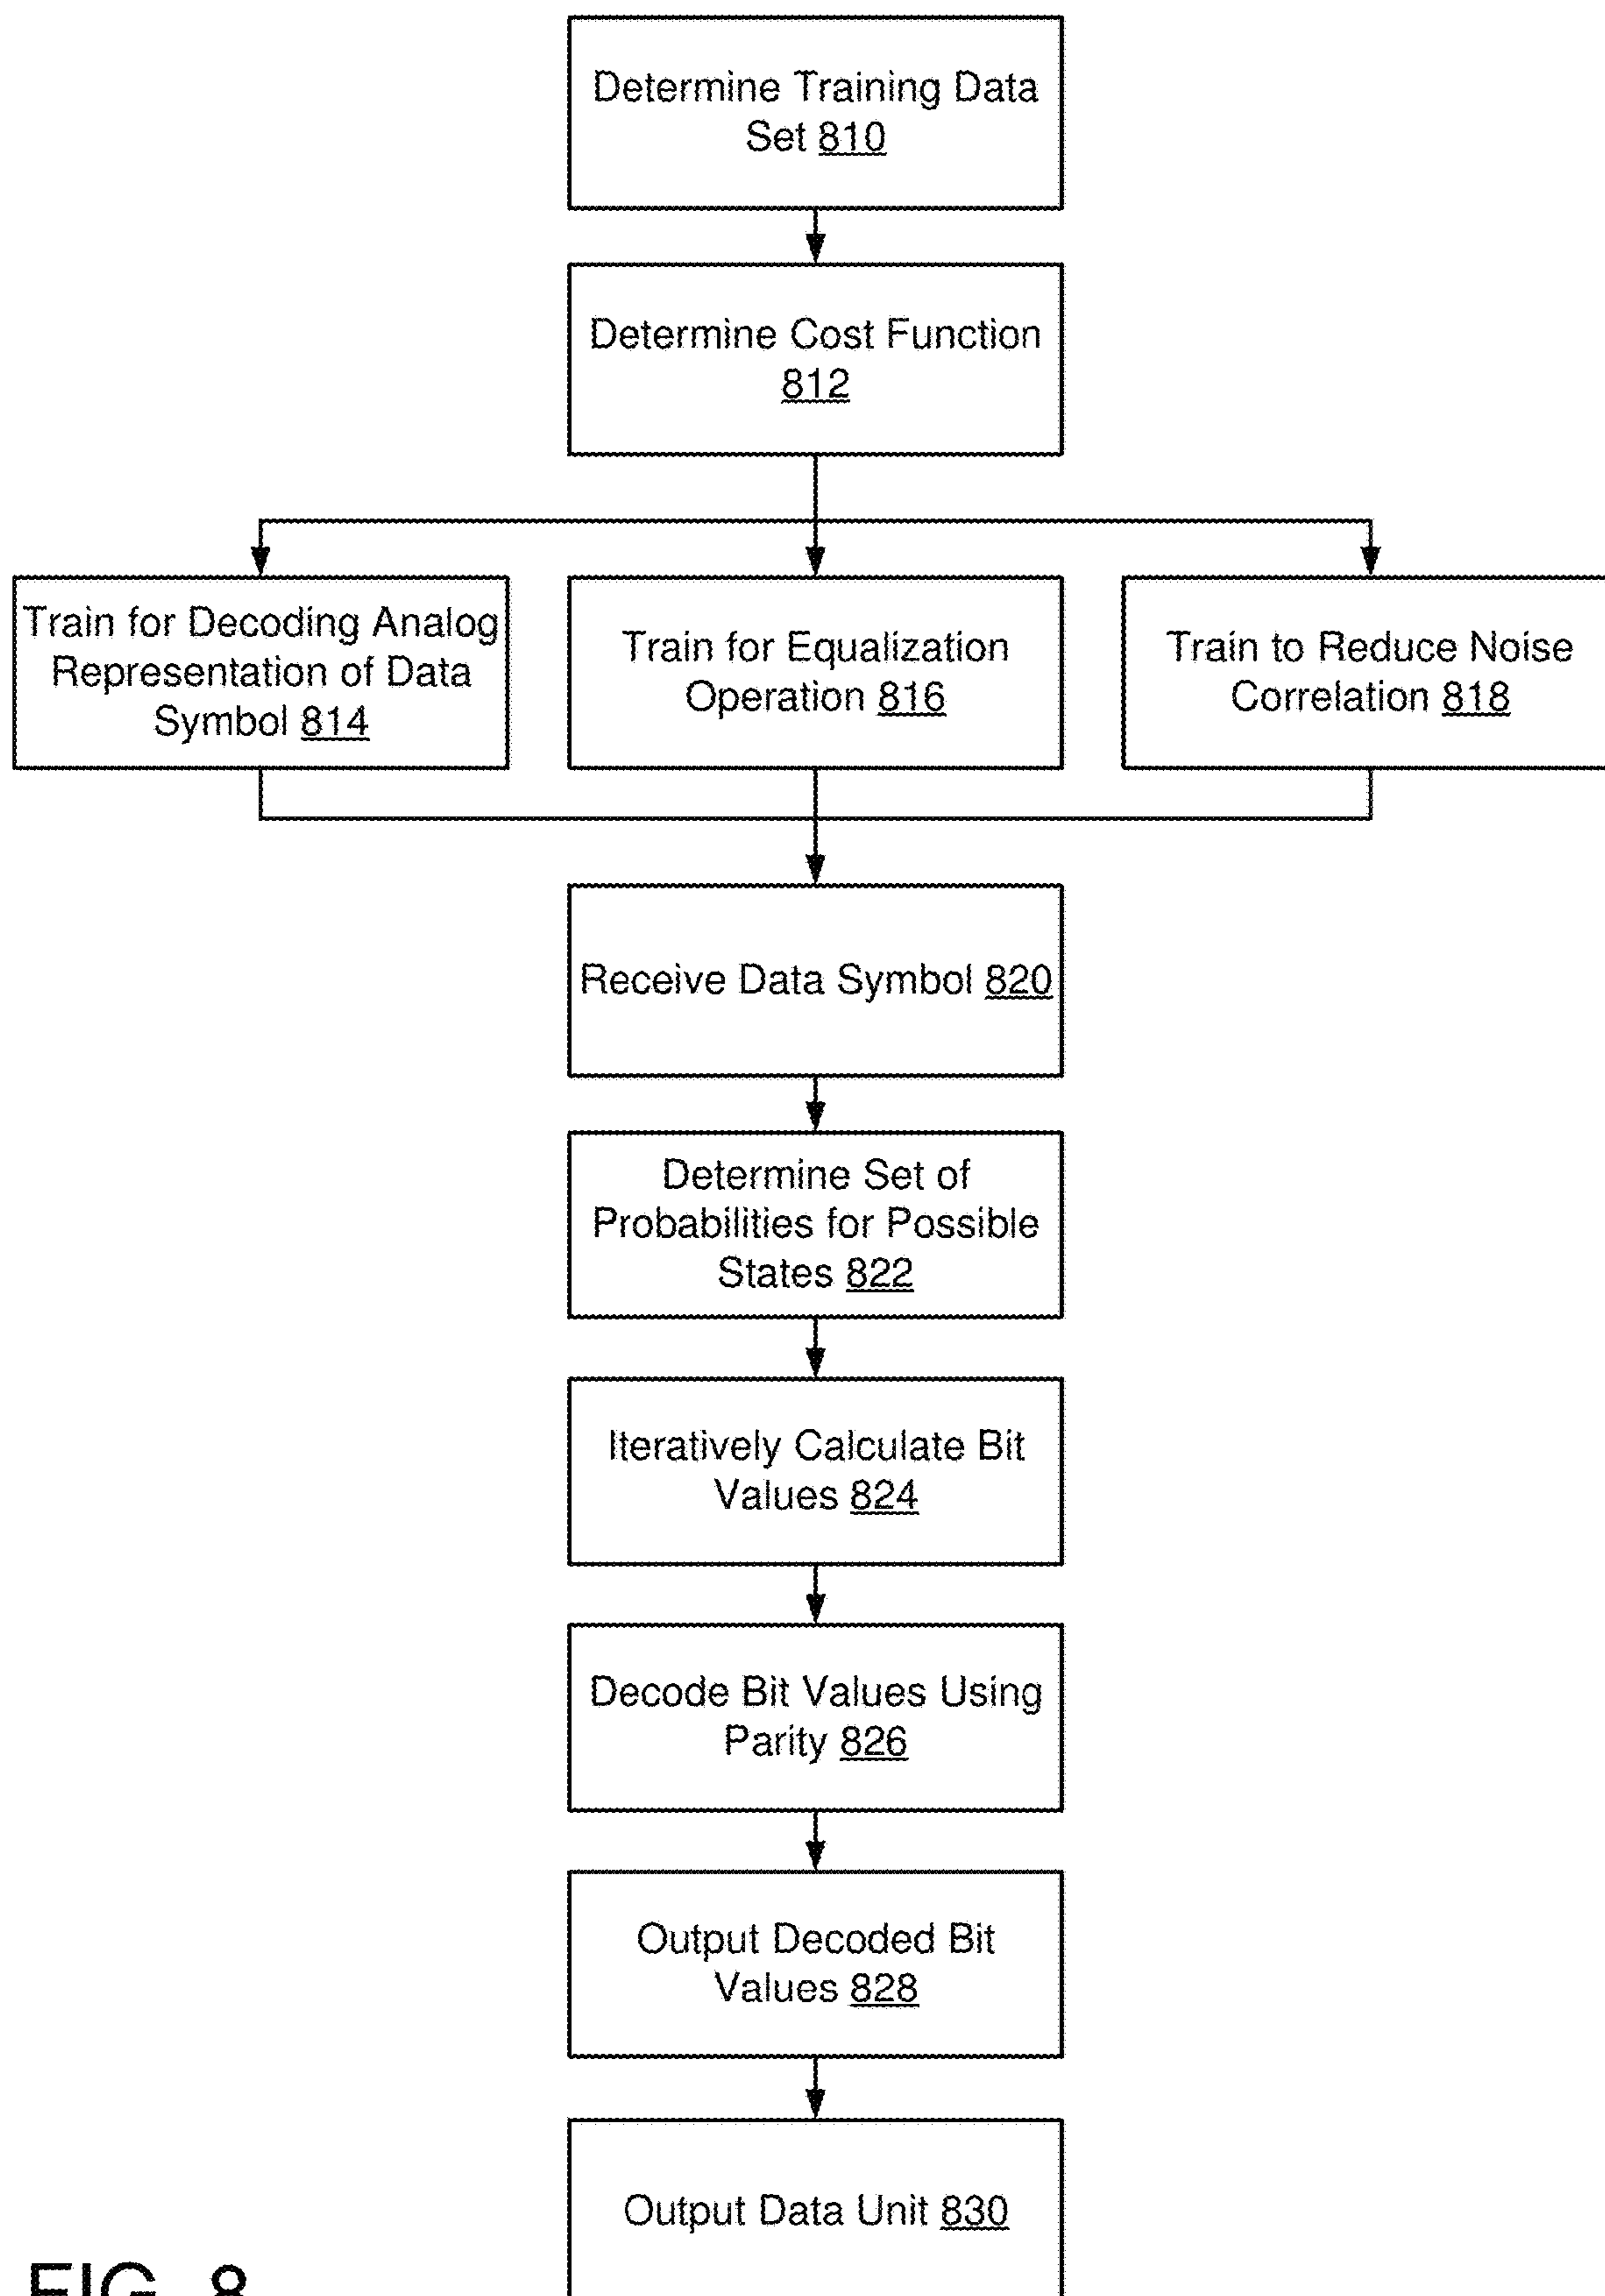 Determine Training Data
Set 810
Determine Cost Function
812
Train for Decoding Analog
Representation of Data
Symbol 814
Train for Equalization
Operation 816
Train to Reduce Noise
Correlation 818
Receive Data Symbol 820
Determine Set of
Probabilities for Possible
States 822
Iteratively Calculate Bit
Values 824
Decode Bit Values Using
Parity 826
Output Decoded Bit
Values 828
Output Data Unit 830
FIG. 8